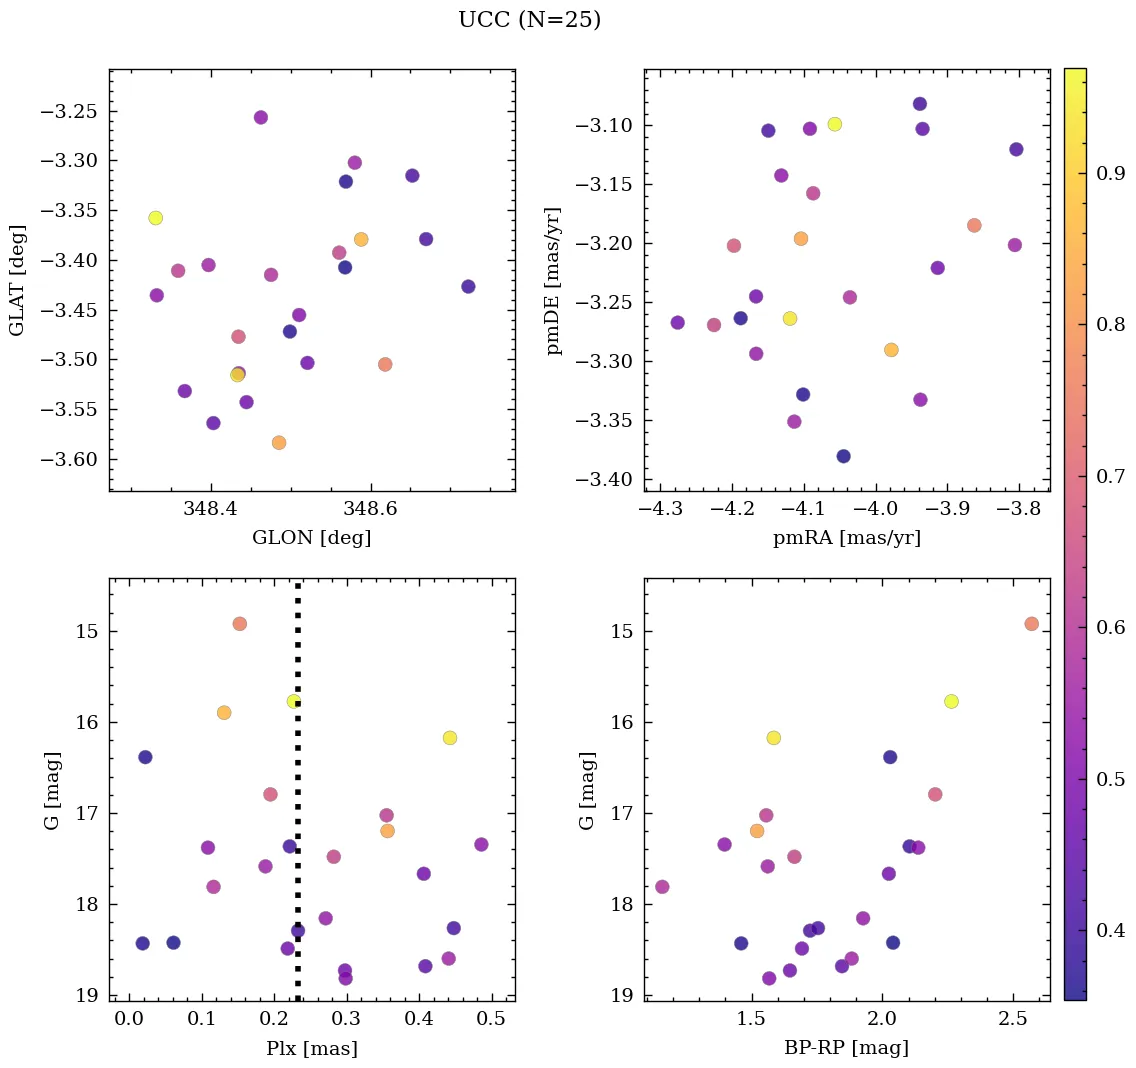 UCC (N=25)
−3.25
−3.30
−3.35
−3.40
−3.45
−3.50
−3.55
−3.60
GLAT [deg]
348.4 348.6
GLON [deg]
−3.10
−3.15
−3.20
−3.25
−3.30
−3.35
−3.40
pmDE [mas/yr]
−4.3 −4.2 −4.1 −4.0 −3.9 −3.8
pmRA [mas/yr]
0.9
0.8
0.7
0.6
0.5
0.4
15
16
17
18
19
G [mag]
0.0 0.1 0.2 0.3 0.4 0.5
Plx [mas]
15
16
17
18
19
G [mag]
1.5 2.0 2.5
BP-RP [mag]